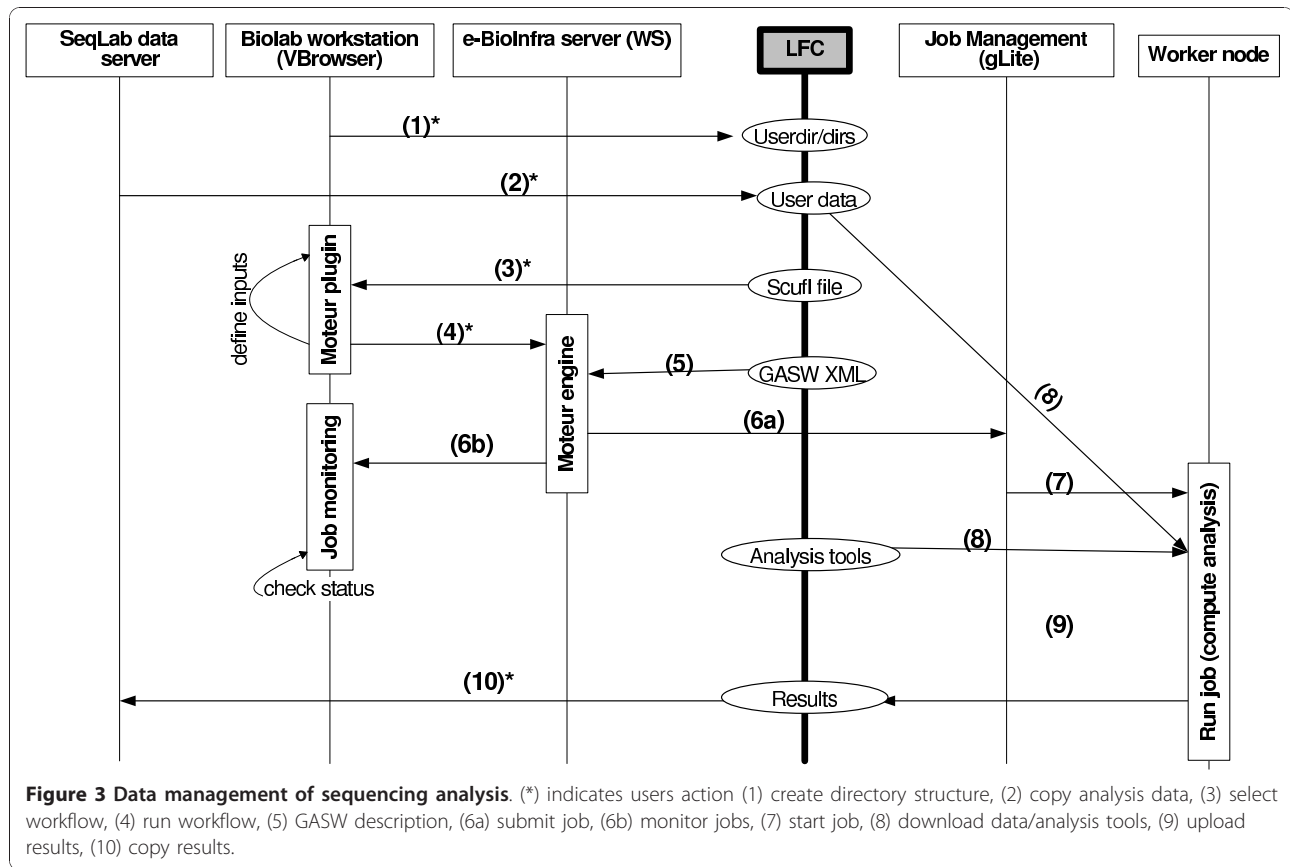 SeqLab data
server
Biolab workstation
(VBrowser)
e-BioInfra server (WS)
LFC
Job Management
(gLite)
Worker node
(1)*
Userdir/dirs
(2)*
User data
define inputs
Moteur plugin
(3)*
Scufl file
(4)*
Moteur engine
(5)
GASW XML
(8)
(6a)
Job monitoring
(6b)
(7)
Run job (compute analysis)
Analysis tools
(8)
check status
(9)
(10)*
Results
Figure 3 Data management of sequencing analysis. (*) indicates users action (1) create directory structure, (2) copy analysis data, (3) select
workflow, (4) run workflow, (5) GASW description, (6a) submit job, (6b) monitor jobs, (7) start job, (8) download data/analysis tools, (9) upload
results, (10) copy results.